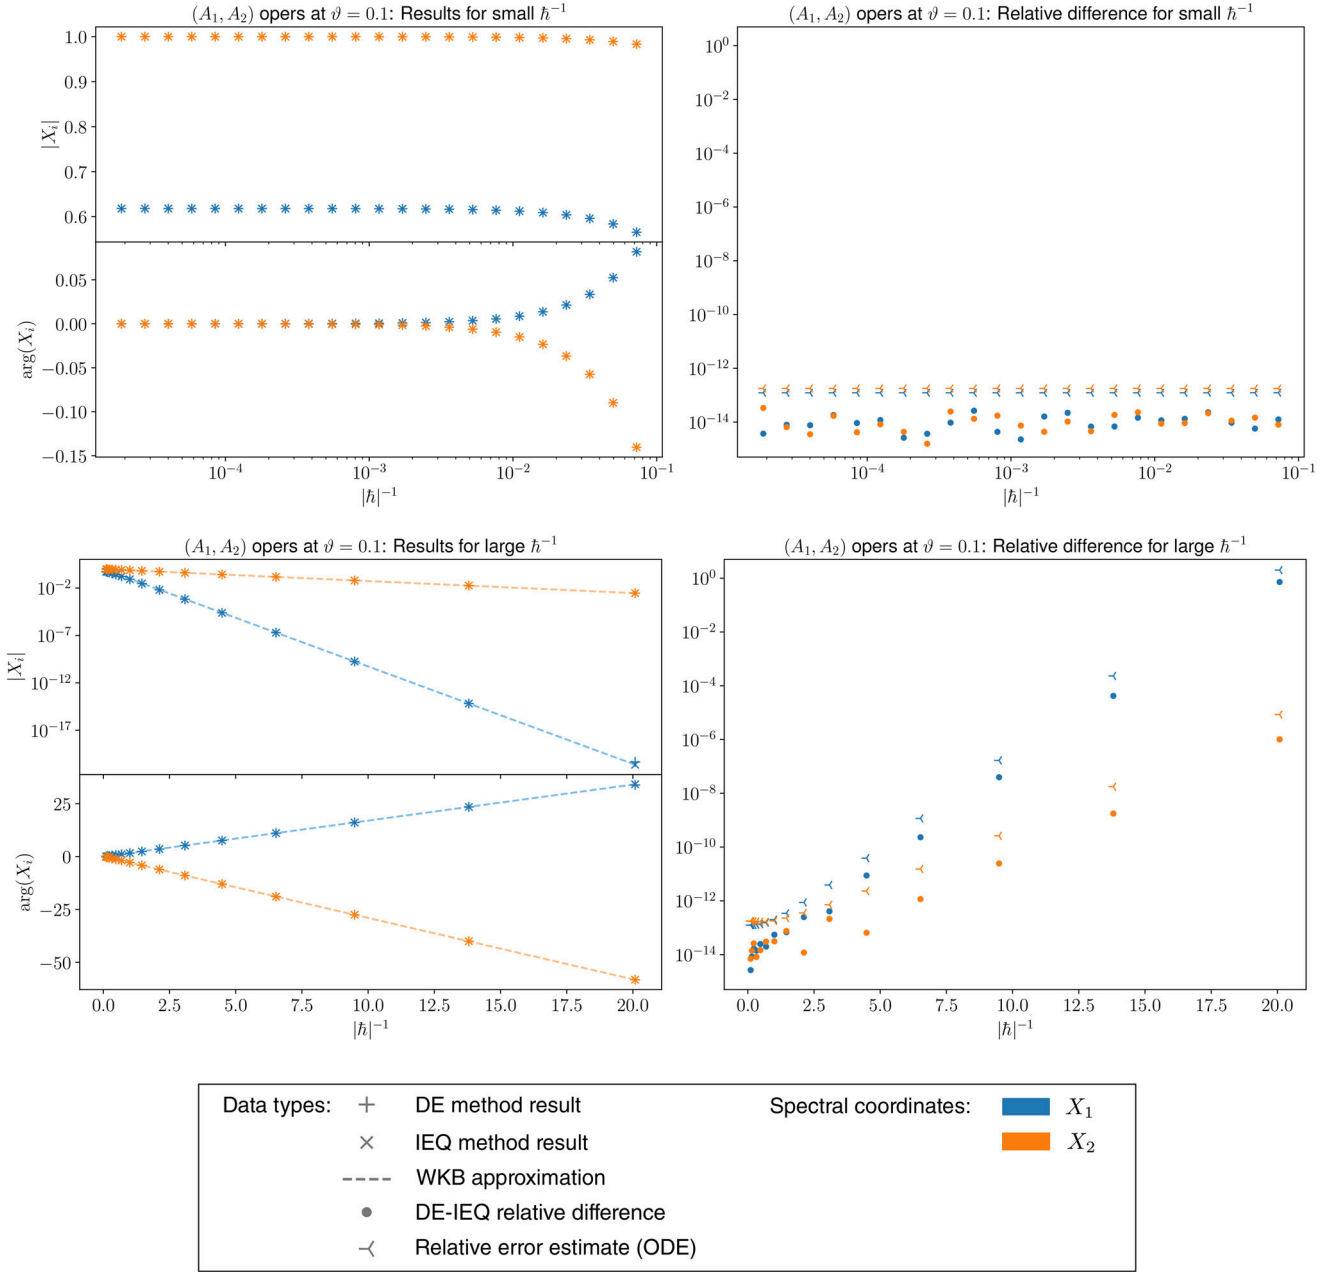 (A₁, A₂) opers at ϑ = 0.1: Results for small ħ⁻¹
1.0
0.9
0.8
0.7
0.6
|Xᵢ|
0.05
0.00
−0.05
−0.10
−0.15
arg(Xᵢ)
10⁻⁴ 10⁻³ 10⁻² 10⁻¹
|ħ|⁻¹
(A₁, A₂) opers at ϑ = 0.1: Relative difference for small ħ⁻¹
10⁰
10⁻²
10⁻⁴
10⁻⁶
10⁻⁸
10⁻¹⁰
10⁻¹²
10⁻¹⁴
10⁻⁴ 10⁻³ 10⁻² 10⁻¹
|ħ|⁻¹
(A₁, A₂) opers at ϑ = 0.1: Results for large ħ⁻¹
10⁻²
10⁻⁷
10⁻¹²
10⁻¹⁷
|Xᵢ|
25
0
−25
−50
arg(Xᵢ)
0.0 2.5 5.0 7.5 10.0 12.5 15.0 17.5 20.0
|ħ|⁻¹
(A₁, A₂) opers at ϑ = 0.1: Relative difference for large ħ⁻¹
10⁰
10⁻²
10⁻⁴
10⁻⁶
10⁻⁸
10⁻¹⁰
10⁻¹²
10⁻¹⁴
0.0 2.5 5.0 7.5 10.0 12.5 15.0 17.5 20.0
|ħ|⁻¹
Data types:
DE method result
IEQ method result
WKB approximation
DE-IEQ relative difference
Relative error estimate (ODE)
Spectral coordinates:
X₁
X₂